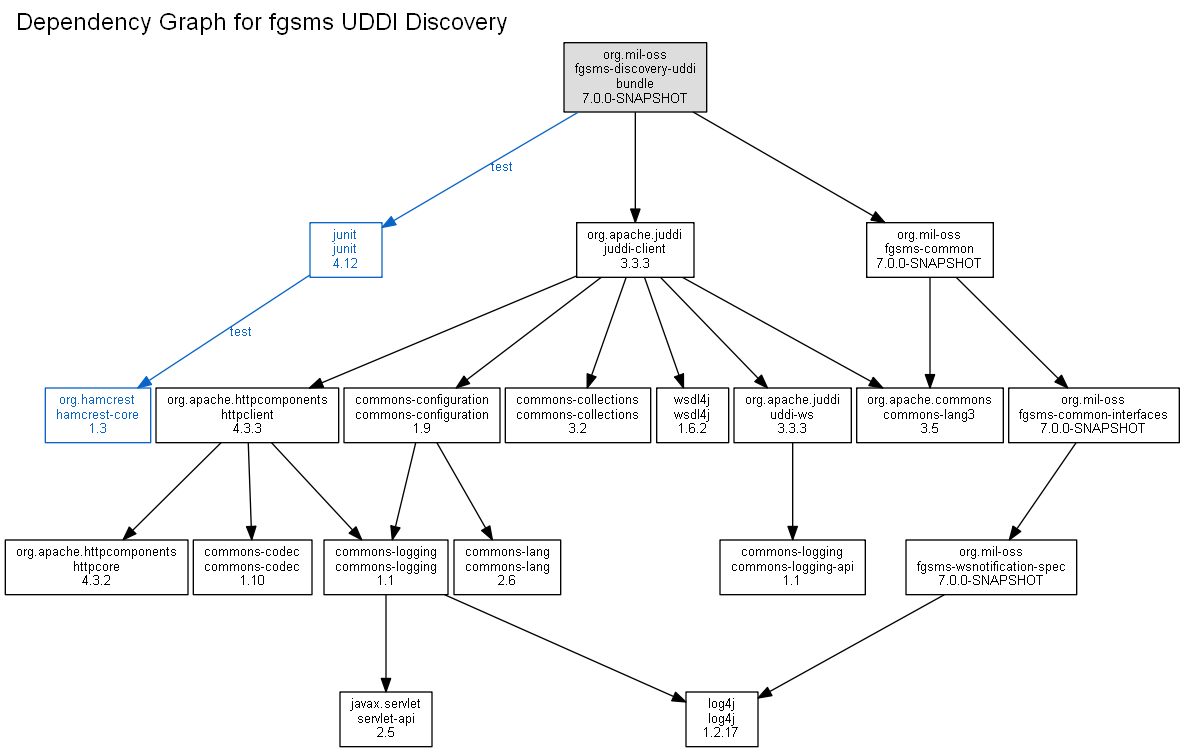 Dependency Graph for fgsms UDDI Discovery
org.mil-oss
fgsms-discovery-uddi
bundle
7.0.0-SNAPSHOT
test
junit
junit
4.12
org.apache.juddi
juddi-client
3.3.3
org.mil-oss
fgsms-common
7.0.0-SNAPSHOT
test
org.hamcrest
hamcrest-core
1.3
org.apache.httpcomponents
httpclient
4.3.3
commons-configuration
commons-configuration
1.9
commons-collections
commons-collections
3.2
wsdl4j
wsdl4j
1.6.2
org.apache.juddi
uddi-ws
3.3.3
org.apache.commons
commons-lang3
3.5
org.mil-oss
fgsms-common-interfaces
7.0.0-SNAPSHOT
org.apache.httpcomponents
httpcore
4.3.2
commons-codec
commons-codec
1.10
commons-logging
commons-logging
1.1
commons-lang
commons-lang
2.6
commons-logging
commons-logging-api
1.1
org.mil-oss
fgsms-wsnotification-spec
7.0.0-SNAPSHOT
javax.servlet
servlet-api
2.5
log4j
log4j
1.2.17